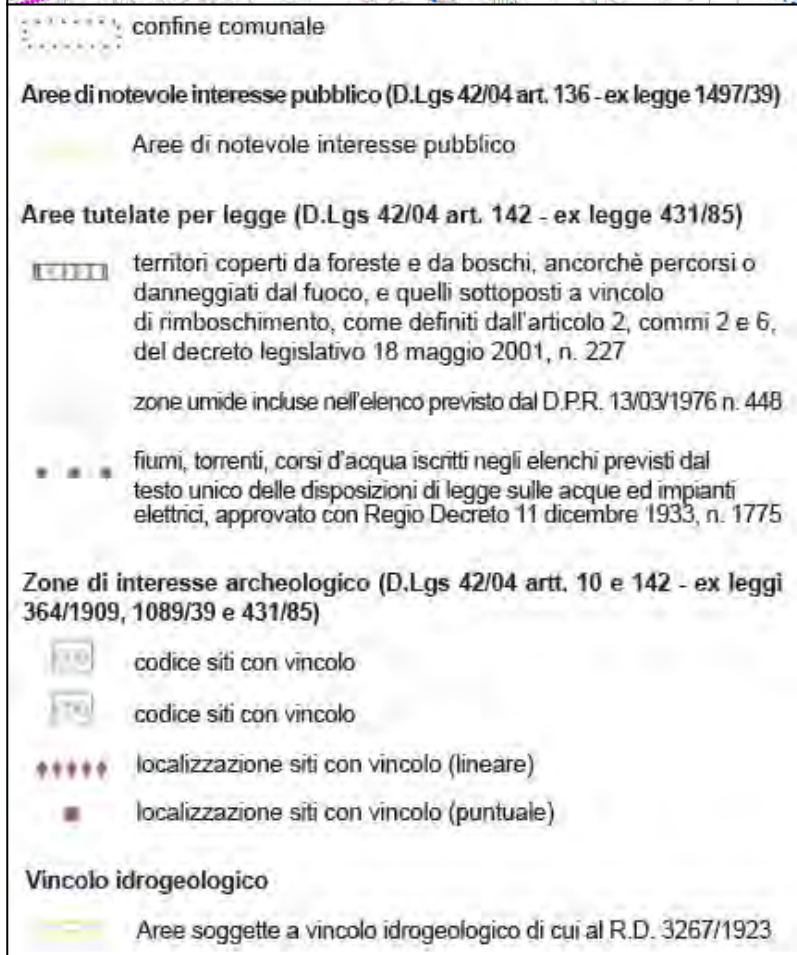 confine comunale
Aree di notevole interesse pubblico (D.Lgs 42/04 art. 136 - ex legge 1497/39)
Aree di notevole interesse pubblico
Aree tutelate per legge (D.Lgs 42/04 art. 142 - ex legge 431/85)
territori coperti da foreste e da boschi, ancorchè percorsi o
danneggiati dal fuoco, e quelli sottoposti a vincolo
di rimboschimento, come definiti dall'articolo 2, commi 2 e 6,
del decreto legislativo 18 maggio 2001, n. 227
zone umide incluse nell'elenco previsto dal D.P.R. 13/03/1976 n. 448
fiumi, torrenti, corsi d'acqua iscritti negli elenchi previsti dal
testo unico delle disposizioni di legge sulle acque ed impianti
elettrici, approvato con Regio Decreto 11 dicembre 1933, n. 1775
Zone di interesse archeologico (D.Lgs 42/04 artt. 10 e 142 - ex leggi
364/1909, 1089/39 e 431/85)
codice siti con vincolo
codice siti con vincolo
localizzazione siti con vincolo (lineare)
localizzazione siti con vincolo (puntuale)
Vincolo idrogeologico
Aree soggette a vincolo idrogeologico di cui al R.D. 3267/1923